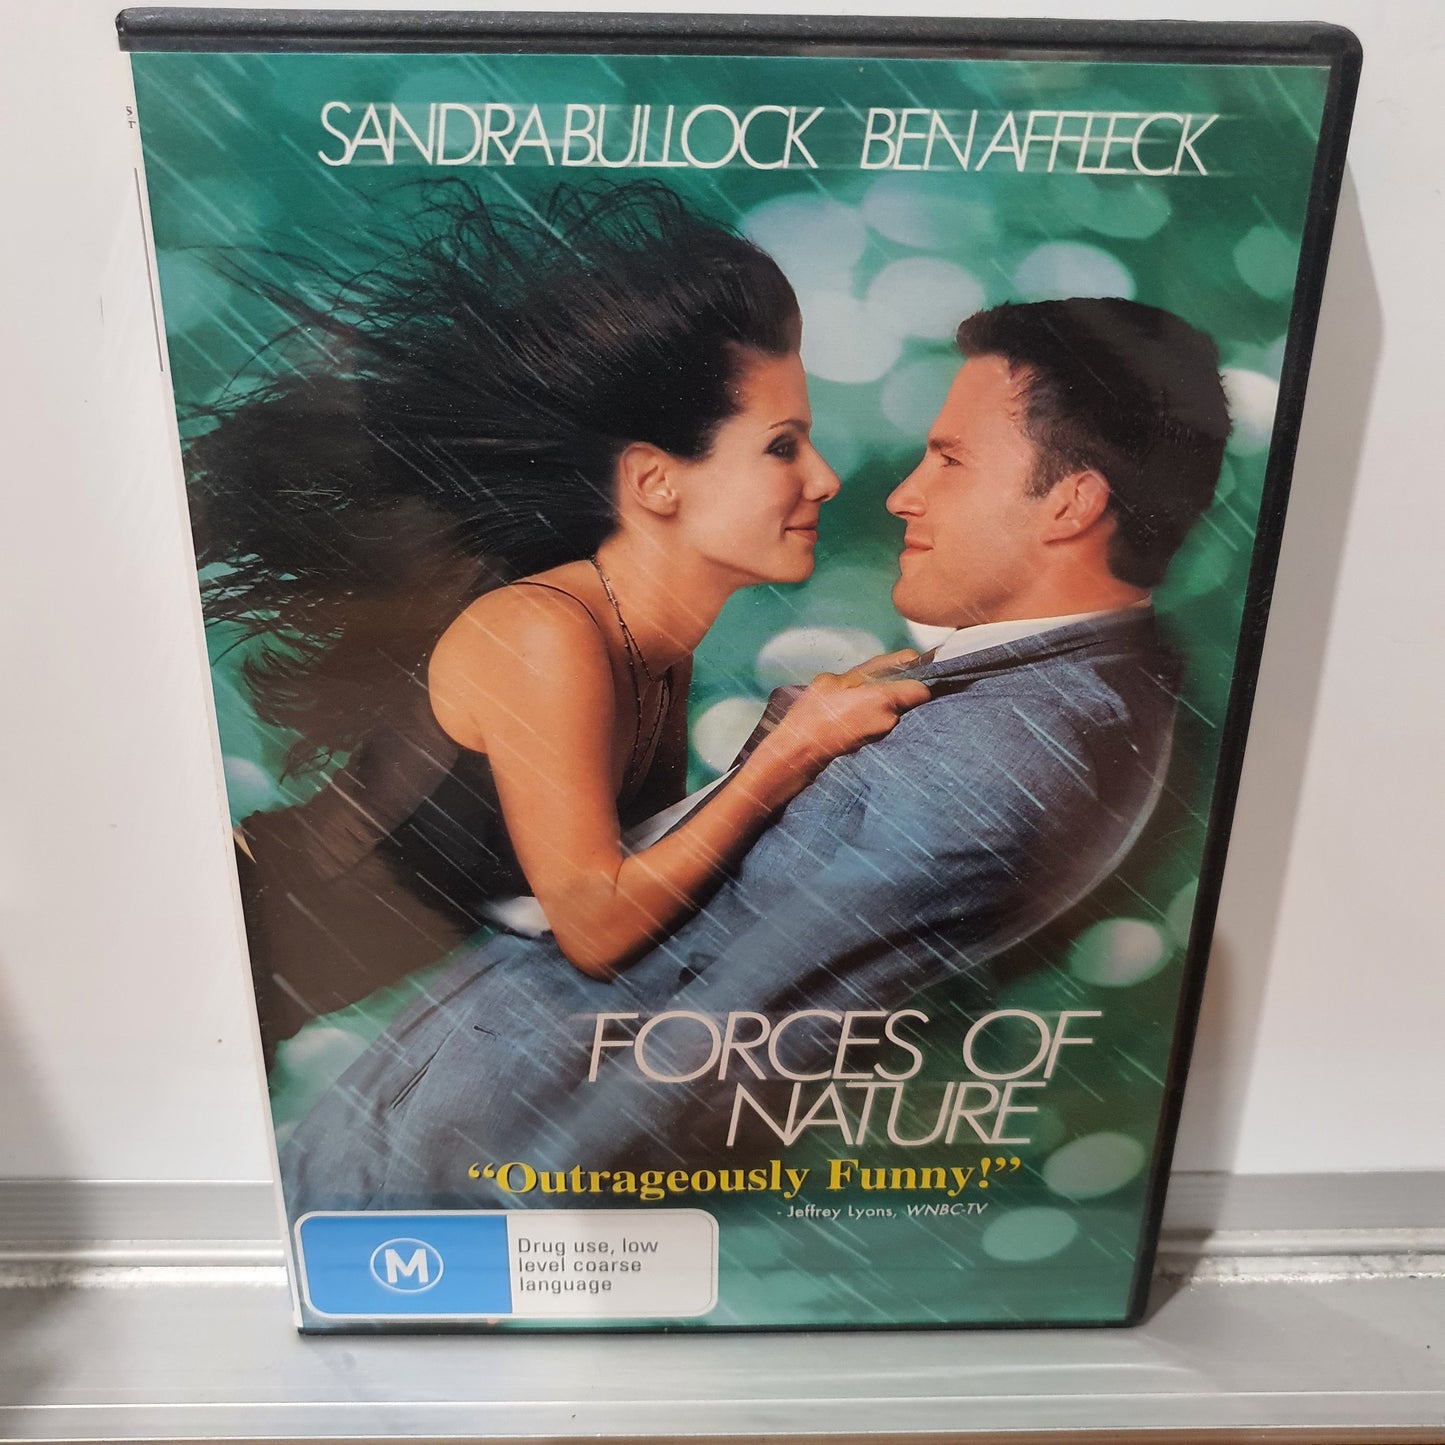 SANDRA BULLOCK BEN AFFLECK
FORCES OF
NATURE
“Outrageously Funny!”
- Jeffrey Lyons, WNBC-TV
M
Drug use, low
level coarse
language